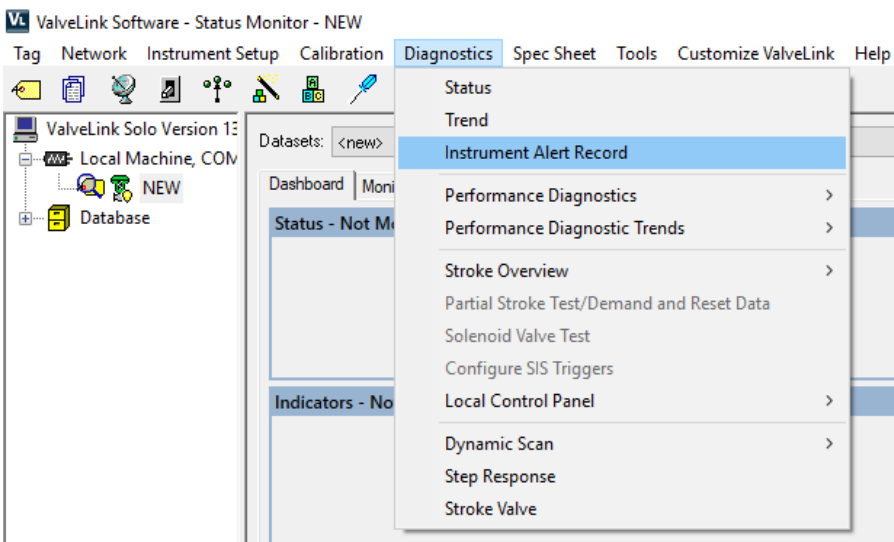 VL ValveLink Software - Status Monitor - NEW
Tag Network Instrument Setup Calibration Diagnostics Spec Sheet Tools Customize ValveLink Help
ValveLink Solo Version 13
Local Machine, COM
NEW
Database
Datasets: <new>
Dashboard Moni
Status - Not Mo
Indicators - No
Status
Trend
Instrument Alert Record
Performance Diagnostics >
Performance Diagnostic Trends >
Stroke Overview >
Partial Stroke Test/Demand and Reset Data
Solenoid Valve Test
Configure SIS Triggers
Local Control Panel >
Dynamic Scan >
Step Response
Stroke Valve